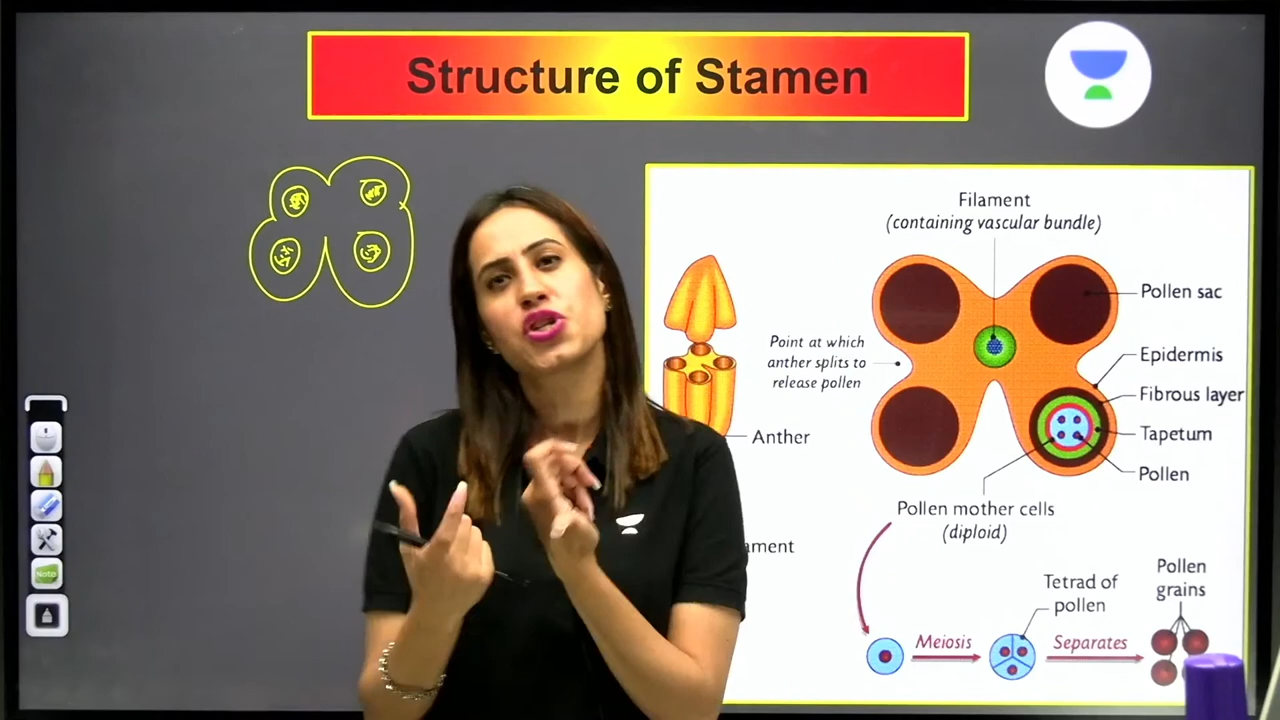 Structure of Stamen
Filament
(containing vascular bundle)
Pollen sac
Point at which
anther splits to
release pollen
Epidermis
Fibrous layer
Tapetum
Anther
Pollen
Pollen mother cells
(diploid)
ament
Tetrad of
pollen
Pollen
grains
Meiosis
Separates
Note